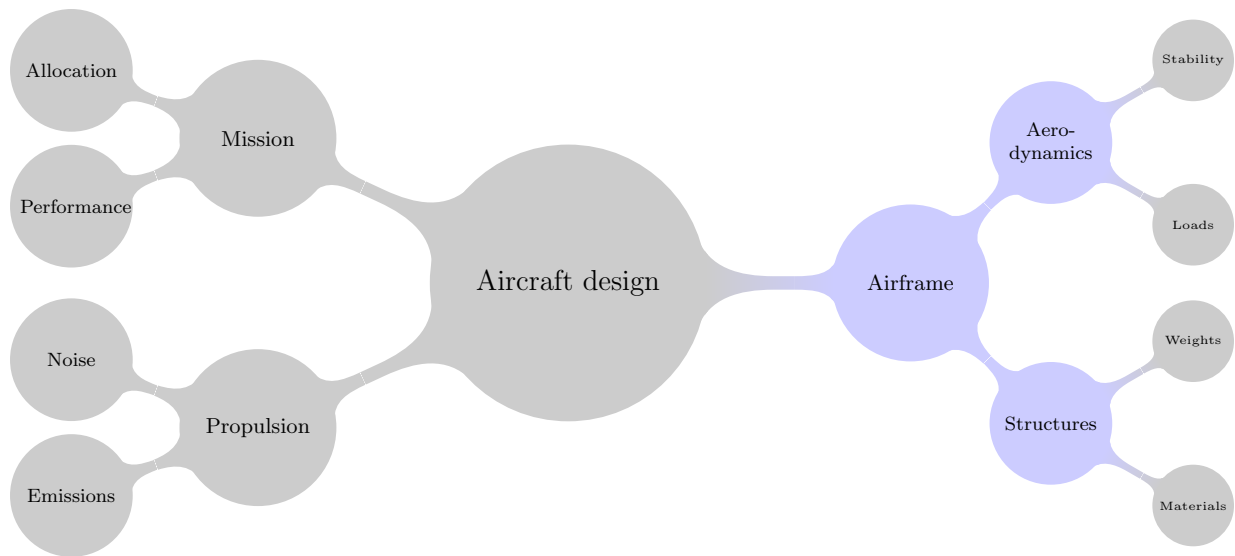 Allocation
Mission
Performance
Noise
Propulsion
Emissions
Aircraft design
Airframe
Aero-
dynamics
Stability
Loads
Structures
Weights
Materials